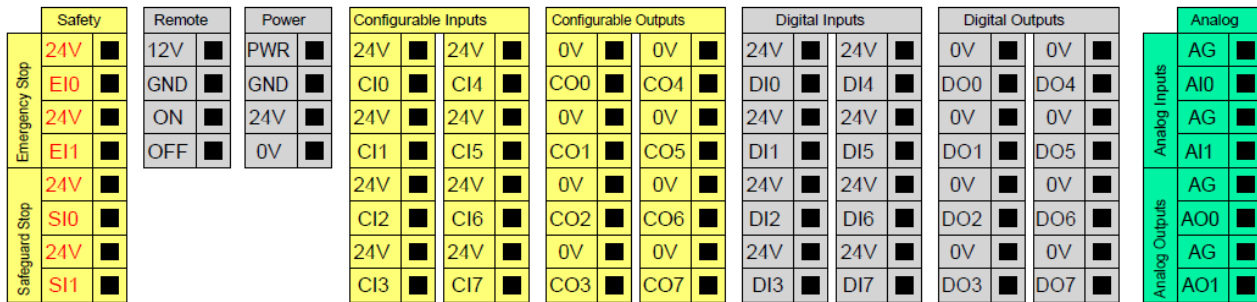 Safety Remote Power Configurable Inputs Configurable Outputs Digital Inputs Digital Outputs Analog
Emergency Stop
Safeguard Stop
Analog Inputs
Analog Outputs
24V 12V PWR 24V 24V 0V 0V 24V 24V 0V 0V AG
EI0 GND GND CI0 CI4 CO0 CO4 DI0 DI4 DO0 DO4 AI0
24V ON 24V 24V 24V 0V 0V 24V 24V 0V 0V AG
EI1 OFF 0V CI1 CI5 CO1 CO5 DI1 DI5 DO1 DO5 AI1
24V 24V 24V 0V 0V 24V 24V 0V 0V AG
SI0 CI2 CI6 CO2 CO6 DI2 DI6 DO2 DO6 AO0
24V 24V 24V 0V 0V 24V 24V 0V 0V AG
SI1 CI3 CI7 CO3 CO7 DI3 DI7 DO3 DO7 AO1